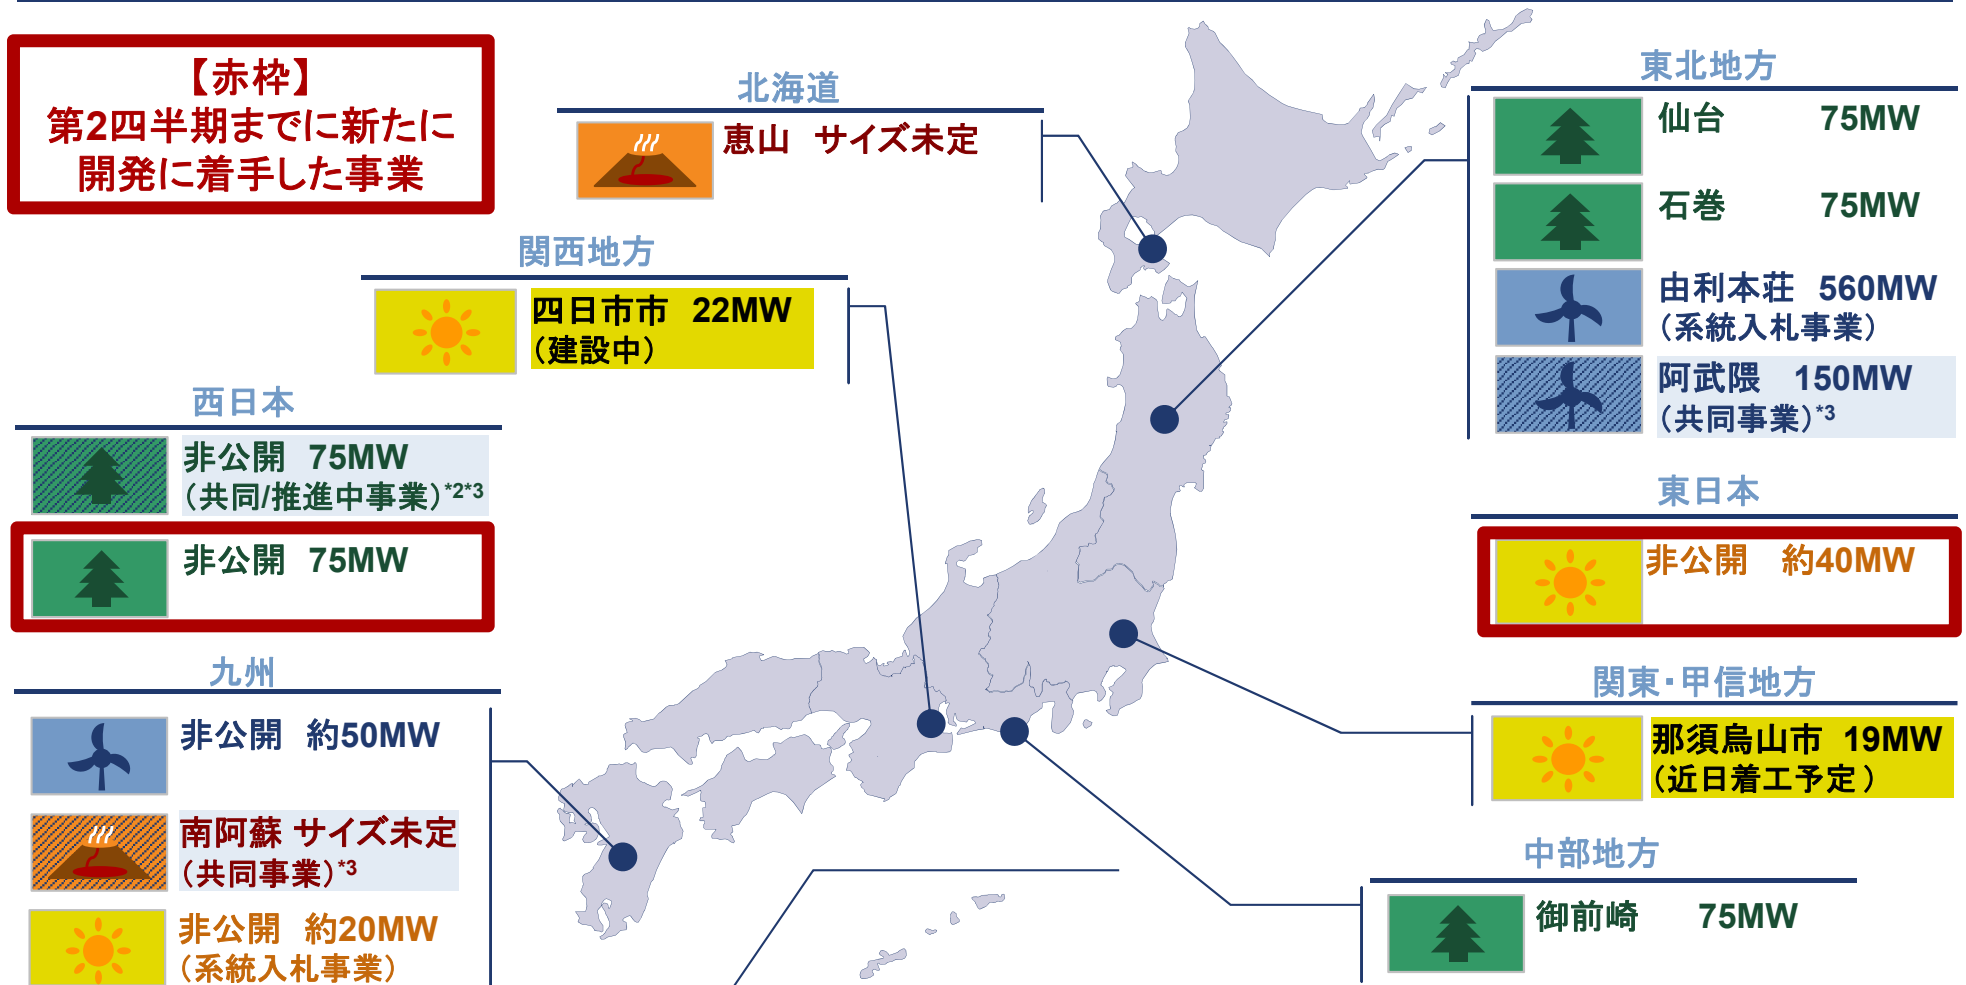 【赤枠】
第2四半期までに新たに
開発に着手した事業
北海道
恵山 サイズ未定
関西地方
四日市市 22MW
（建設中）
西日本
非公開 75MW
（共同/推進中事業）*2*3
非公開 75MW
九州
非公開 約50MW
南阿蘇 サイズ未定
（共同事業）*3
非公開 約20MW
（系統入札事業）
東北地方
仙台 75MW
石巻 75MW
由利本荘 560MW
（系統入札事業）
阿武隈 150MW
（共同事業）*3
東日本
非公開 約40MW
関東・甲信地方
那須烏山市 19MW
（近日着工予定）
中部地方
御前崎 75MW